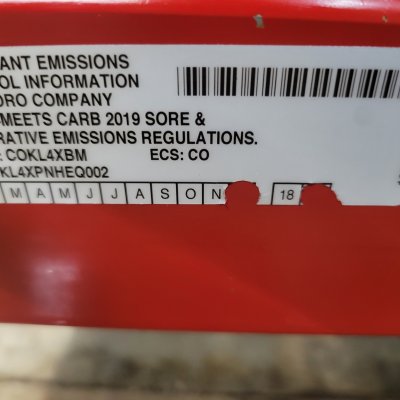 ANT EMISSIONS
OL INFORMATION
ORO COMPANY
MEETS CARB 2019 SORE &
RATIVE EMISSIONS REGULATIONS.
: COKL4XBM ECS: CO
KL4XPNHEQ002
M A M J J A S O N 18